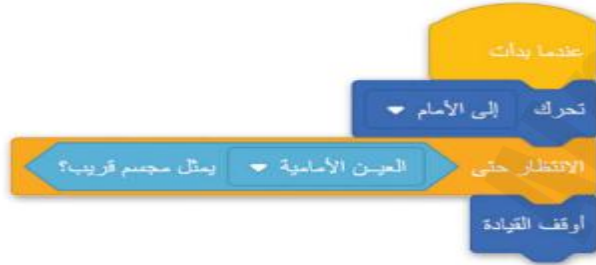 عندما بدأت
تحرك إلى الأمام
الانتظار حتى العين الأمامية يمثل مجسم قريب؟
أوقف القيادة